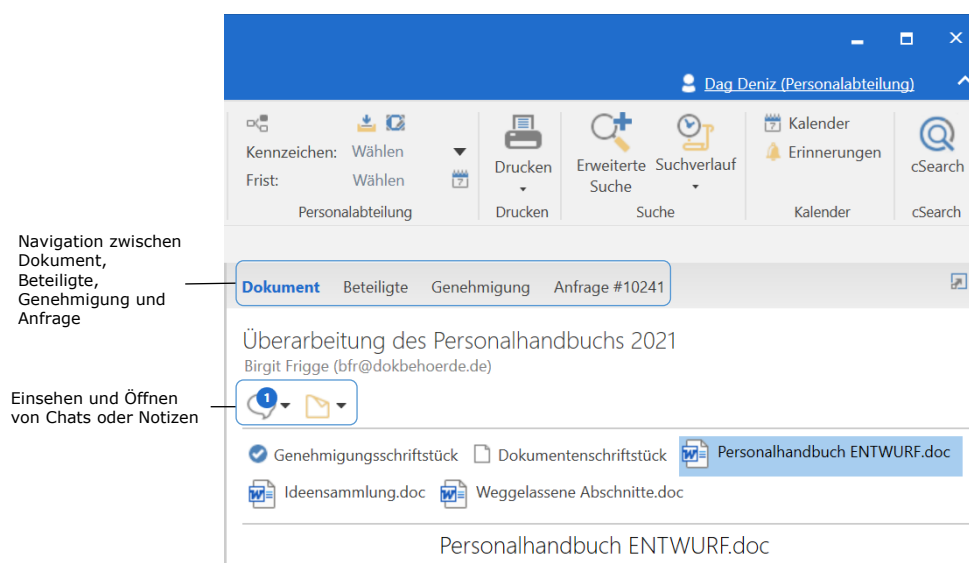 Dag Deniz (Personalabteilung)
Kennzeichen: Wählen
Frist: Wählen
7
Personalabteilung
Drucken
Drucken
Erweiterte Suche
Suchverlauf
Suche
7 Kalender
Erinnerungen
Kalender
cSearch
cSearch
Navigation zwischen
Dokument,
Beteiligte,
Genehmigung und
Anfrage
Dokument Beteiligte Genehmigung Anfrage #10241
Überarbeitung des Personalhandbuchs 2021
Birgit Frigge (bfr@dokbehoerde.de)
Einsehen und Öffnen
von Chats oder Notizen
1
Genehmigungsschriftstück Dokumentenschriftstück Personalhandbuch ENTWURF.doc
Ideensammlung.doc Weggelassene Abschnitte.doc
Personalhandbuch ENTWURF.doc